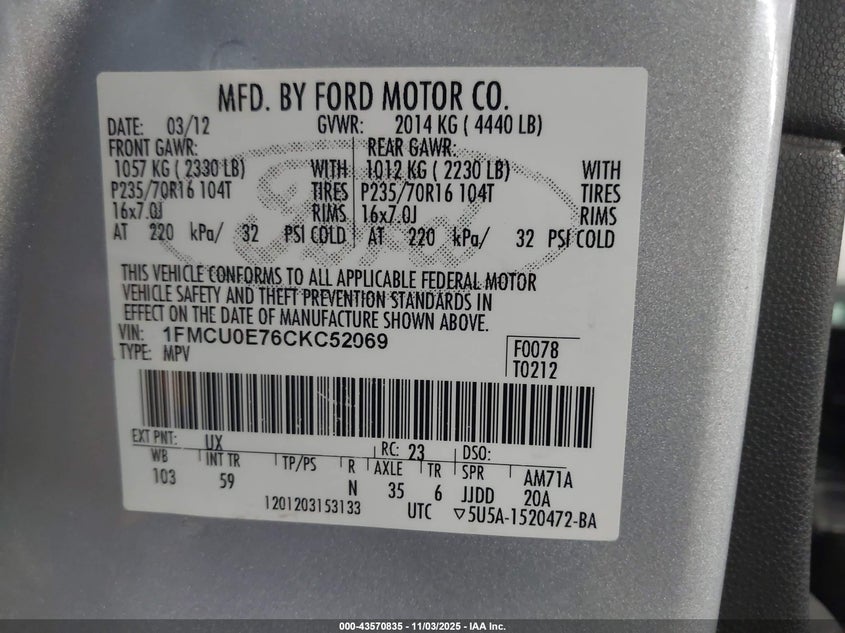 MFD. BY FORD MOTOR CO.
DATE: 03/12 GVWR: 2014 KG ( 4440 LB)
FRONT GAWR: REAR GAWR:
1057 KG ( 2330 LB) WITH 1012 KG ( 2230 LB) WITH
P235/70R16 104T TIRES P235/70R16 104T TIRES
16x7.0J RIMS 16x7.0J RIMS
AT 220 kPa/ 32 PSI COLD AT 220 kPa/ 32 PSI COLD
THIS VEHICLE CONFORMS TO ALL APPLICABLE FEDERAL MOTOR
VEHICLE SAFETY AND THEFT PREVENTION STANDARDS IN
EFFECT ON THE DATE OF MANUFACTURE SHOWN ABOVE.
VIN: 1FMCU0E76CKC52069
TYPE: MPV
F0078
T0212
EXT PNT: UX RC: 23 DSO:
WB INT TR TP/PS R AXLE TR SPR AM71A
103 59 N 35 6 JJDD 20A
1201203153133 UTC ▽5U5A-1520472-BA
Ford
000-43570835 - 11/03/2025 - IAA Inc.